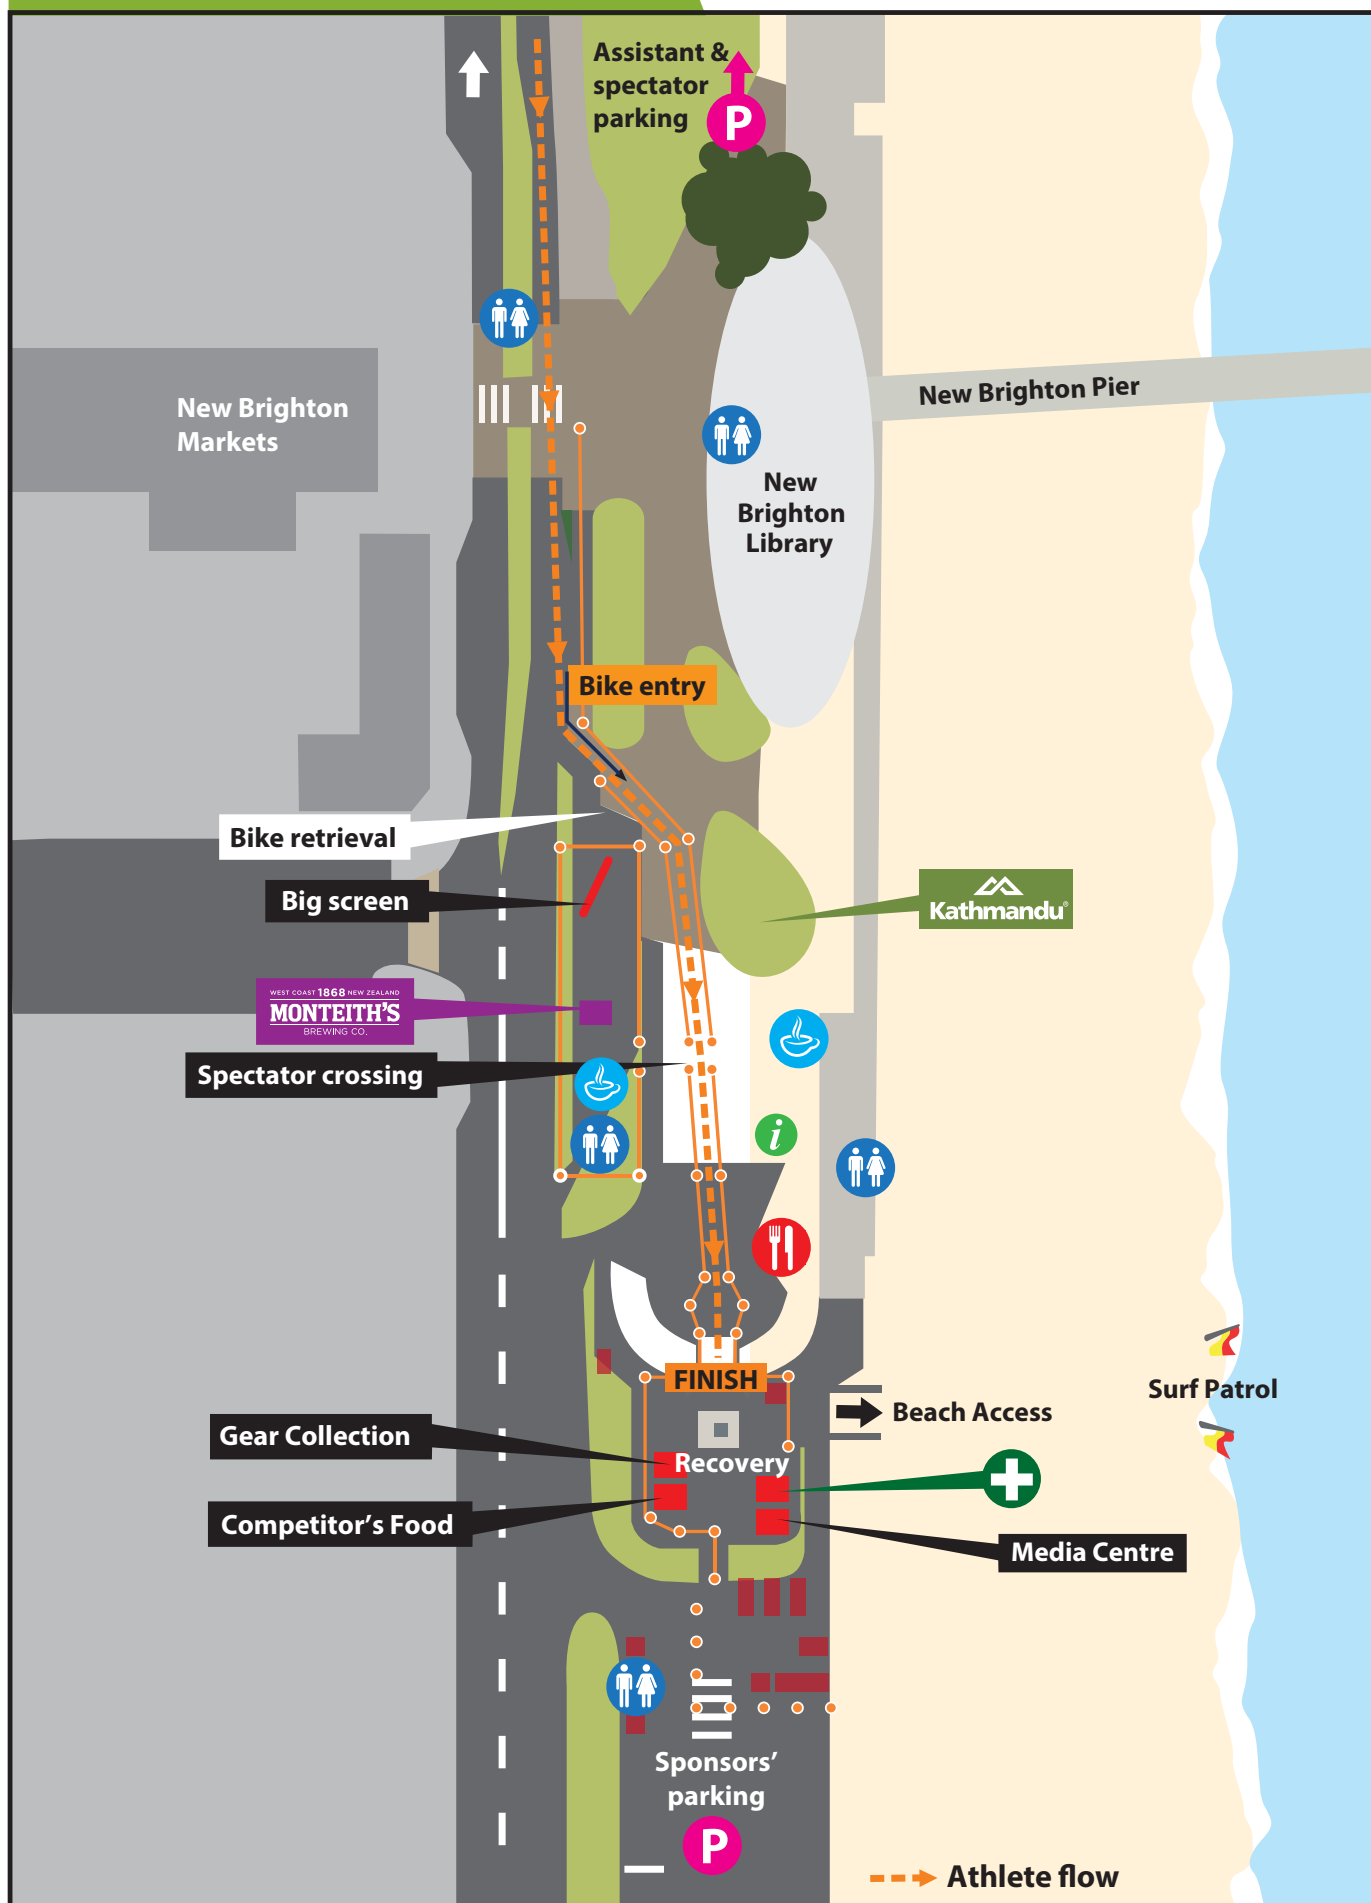 Assistant &
spectator
parking
P
New Brighton
Markets
New Brighton Pier
New
Brighton
Library
Bike entry
Bike retrieval
Big screen
Kathmandu®
WEST COAST 1868 NEW ZEALAND
MONTEITH'S
BREWING CO.
Spectator crossing
i
FINISH
Surf Patrol
Beach Access
Gear Collection
Recovery
Competitor’s Food
Media Centre
Sponsors’
parking
P
Athlete flow